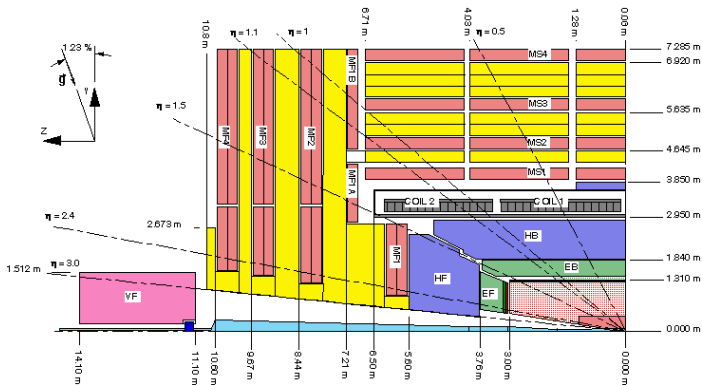 10.8 m
η = 1.1
η = 1
6.71 m
4.03 m
η = 0.5
1.28 m
0.06 m
1.23 %
g
Y
Z
η = 1.5
η = 2.4
η = 3.0
1.512 m
2.673 m
MF4
MF3
MF2
MF1 B
MF1 A
MF1
MS4
MS3
MS2
MS1
COIL 2
COIL 1
HB
EB
HF
EF
VF
7.285 m
6.920 m
5.635 m
4.645 m
3.850 m
2.950 m
1.840 m
1.310 m
0.000 m
14.10 m
11.10 m
10.60 m
9.67 m
8.44 m
7.21 m
6.50 m
5.60 m
3.76 m
3.00 m
0.000 m